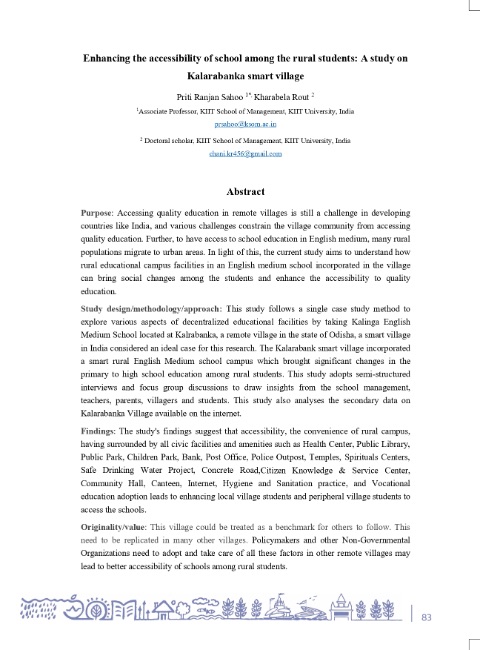 Enhancing the accessibility of school among the rural students: A study on
Kalarabanka smart village
Priti Ranjan Sahoo 1*, Kharabela Rout 2
1Associate Professor, KIIT School of Management, KIIT University, India
prsahoo@ksom.ac.in
2 Doctoral scholar, KIIT School of Management, KIIT University, India
chani.kr456@gmail.com
Abstract
Purpose: Accessing quality education in remote villages is still a challenge in developing
countries like India, and various challenges constrain the village community from accessing
quality education. Further, to have access to school education in English medium, many rural
populations migrate to urban areas. In light of this, the current study aims to understand how
rural educational campus facilities in an English medium school incorporated in the village
can bring social changes among the students and enhance the accessibility to quality
education.
Study design/methodology/approach: This study follows a single case study method to
explore various aspects of decentralized educational facilities by taking Kalinga English
Medium School located at Kalrabanka, a remote village in the state of Odisha, a smart village
in India considered an ideal case for this research. The Kalarabank smart village incorporated
a smart rural English Medium school campus which brought significant changes in the
primary to high school education among rural students. This study adopts semi-structured
interviews and focus group discussions to draw insights from the school management,
teachers, parents, villagers and students. This study also analyses the secondary data on
Kalarabanka Village available on the internet.
Findings: The study's findings suggest that accessibility, the convenience of rural campus,
having surrounded by all civic facilities and amenities such as Health Center, Public Library,
Public Park, Children Park, Bank, Post Office, Police Outpost, Temples, Spirituals Centers,
Safe Drinking Water Project, Concrete Road,Citizen Knowledge & Service Center,
Community Hall, Canteen, Internet, Hygiene and Sanitation practice, and Vocational
education adoption leads to enhancing local village students and peripheral village students to
access the schools.
Originality/value: This village could be treated as a benchmark for others to follow. This
need to be replicated in many other villages. Policymakers and other Non-Governmental
Organizations need to adopt and take care of all these factors in other remote villages may
lead to better accessibility of schools among rural students.
83